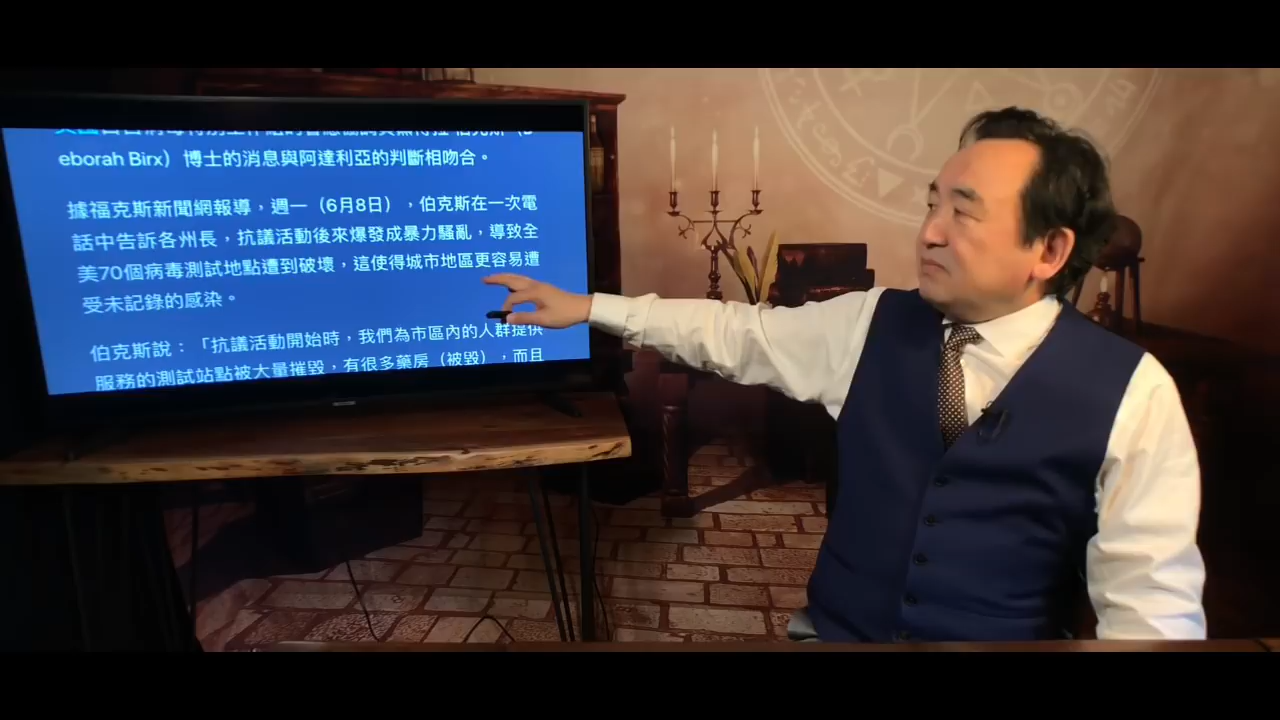 eborah Birx）博士的消息與阿達利亞的判斷相吻合。
據福克斯新聞網報導，週一（6月8日），伯克斯在一次電
話中告訴各州長，抗議活動後來爆發成暴力騷亂，導致全
美70個病毒測試地點遭到破壞，這使得城市地區更容易遭
受未記錄的感染。
伯克斯說：「抗議活動開始時，我們為市區內的人群提供
服務的測試站點被大量摧毀，有很多藥房（被毀），而且